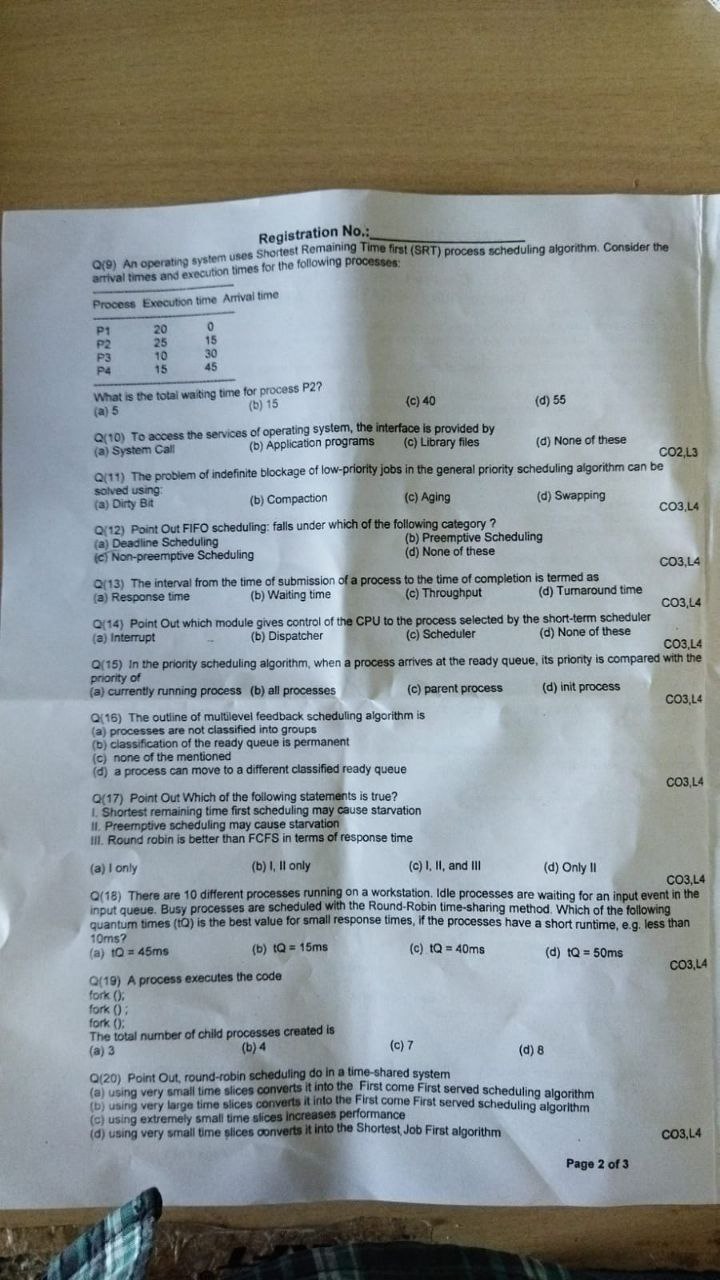 Registration No.:
Q(9) An operating system uses Shortest Remaining Time first (SRT) process scheduling algorithm. Consider the
arrival times and execution times for the following processes:
Process Execution time Arrival time
P1 20 0
P2 25 15
P3 10 30
P4 15 45
What is the total waiting time for process P2?
(a) 5 (b) 15 (c) 40 (d) 55
Q(10) To access the services of operating system, the interface is provided by
(a) System Call (b) Application programs (c) Library files (d) None of these
CO2,L3
Q(11) The problem of indefinite blockage of low-priority jobs in the general priority scheduling algorithm can be
solved using:
(a) Dirty Bit (b) Compaction (c) Aging (d) Swapping
CO3,L4
Q(12) Point Out FIFO scheduling: falls under which of the following category ?
(a) Deadline Scheduling (b) Preemptive Scheduling
(c) Non-preemptive Scheduling (d) None of these
CO3,L4
Q(13) The interval from the time of submission of a process to the time of completion is termed as
(a) Response time (b) Waiting time (c) Throughput (d) Turnaround time
CO3,L4
Q(14) Point Out which module gives control of the CPU to the process selected by the short-term scheduler
(a) Interrupt (b) Dispatcher (c) Scheduler (d) None of these
CO3,L4
Q(15) In the priority scheduling algorithm, when a process arrives at the ready queue, its priority is compared with the
priority of
(a) currently running process (b) all processes (c) parent process (d) init process
CO3,L4
Q(16) The outline of multilevel feedback scheduling algorithm is
(a) processes are not classified into groups
(b) classification of the ready queue is permanent
(c) none of the mentioned
(d) a process can move to a different classified ready queue
CO3,L4
Q(17) Point Out Which of the following statements is true?
I. Shortest remaining time first scheduling may cause starvation
II. Preemptive scheduling may cause starvation
III. Round robin is better than FCFS in terms of response time
(a) I only (b) I, II only (c) I, II, and III (d) Only II
CO3,L4
Q(18) There are 10 different processes running on a workstation. Idle processes are waiting for an input event in the
input queue. Busy processes are scheduled with the Round-Robin time-sharing method. Which of the following
quantum times (tQ) is the best value for small response times, if the processes have a short runtime, e.g. less than
10ms?
(a) tQ = 45ms (b) tQ = 15ms (c) tQ = 40ms (d) tQ = 50ms
CO3,L4
Q(19) A process executes the code
fork ();
fork () ;
fork ();
The total number of child processes created is
(a) 3 (b) 4 (c) 7 (d) 8
Q(20) Point Out, round-robin scheduling do in a time-shared system
(a) using very small time slices converts it into the First come First served scheduling algorithm
(b) using very large time slices converts it into the First come First served scheduling algorithm
(c) using extremely small time slices increases performance
(d) using very small time slices converts it into the Shortest Job First algorithm
CO3,L4
Page 2 of 3